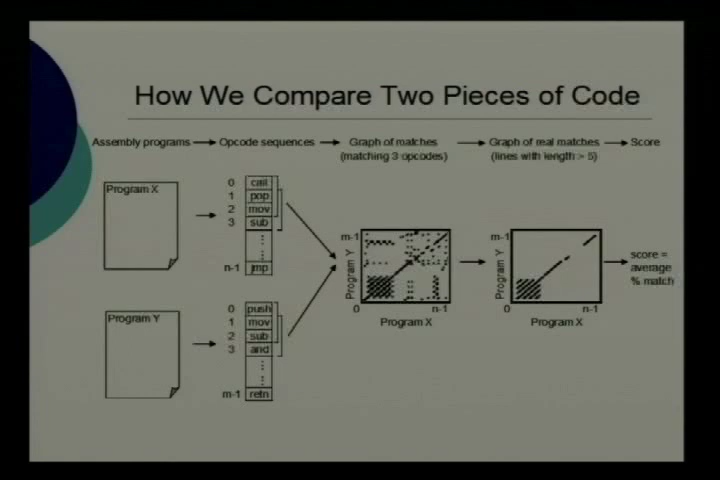 How We Compare Two Pieces of Code
Assembly programs Opcode sequences Graph of matches Graph of real matches Score
(matching 3 opcodes) (lines with length > 5)
Program X
0 call
1 pop
2 mov
3 sub
n-1 jmp
Program Y
0 push
1 mov
2 sub
3 and
m-1 retn
m-1
Program Y
0 n-1
Program X
m-1
Program Y
0 n-1
Program X
score =
average
% match